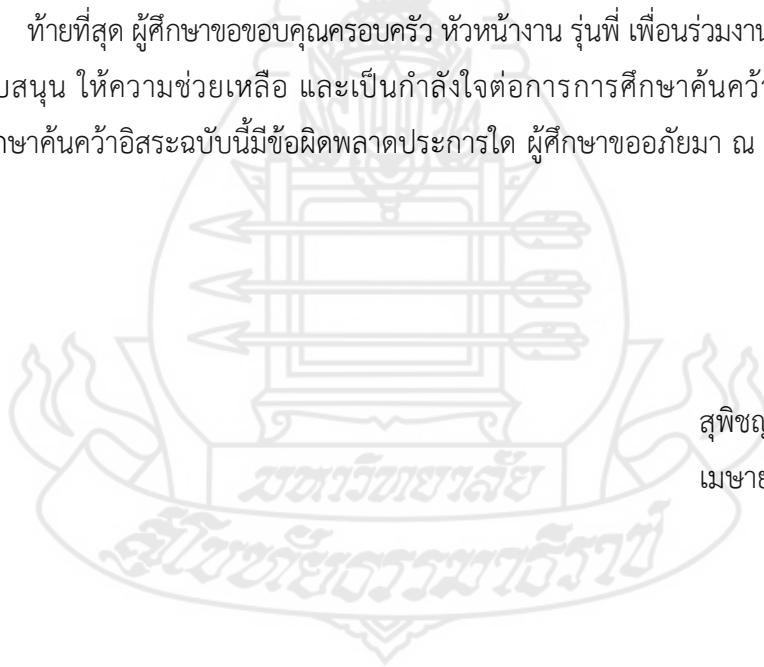 ท้ายที่สุด ผู้ศึกษาขอขอบคุณครอบครัว หัวหน้างาน รุ่นพี่ เพื่อนร่วมงาน
สนุน ให้ความช่วยเหลือ และเป็นกำลังใจต่อการการศึกษาค้นคว้า
ศึกษาค้นคว้าอิสระฉบับนี้มีข้อผิดพลาดประการใด ผู้ศึกษาขออภัยมา ณ
มหาวิทยาลัย
สุโขทัยธรรมาธิราช